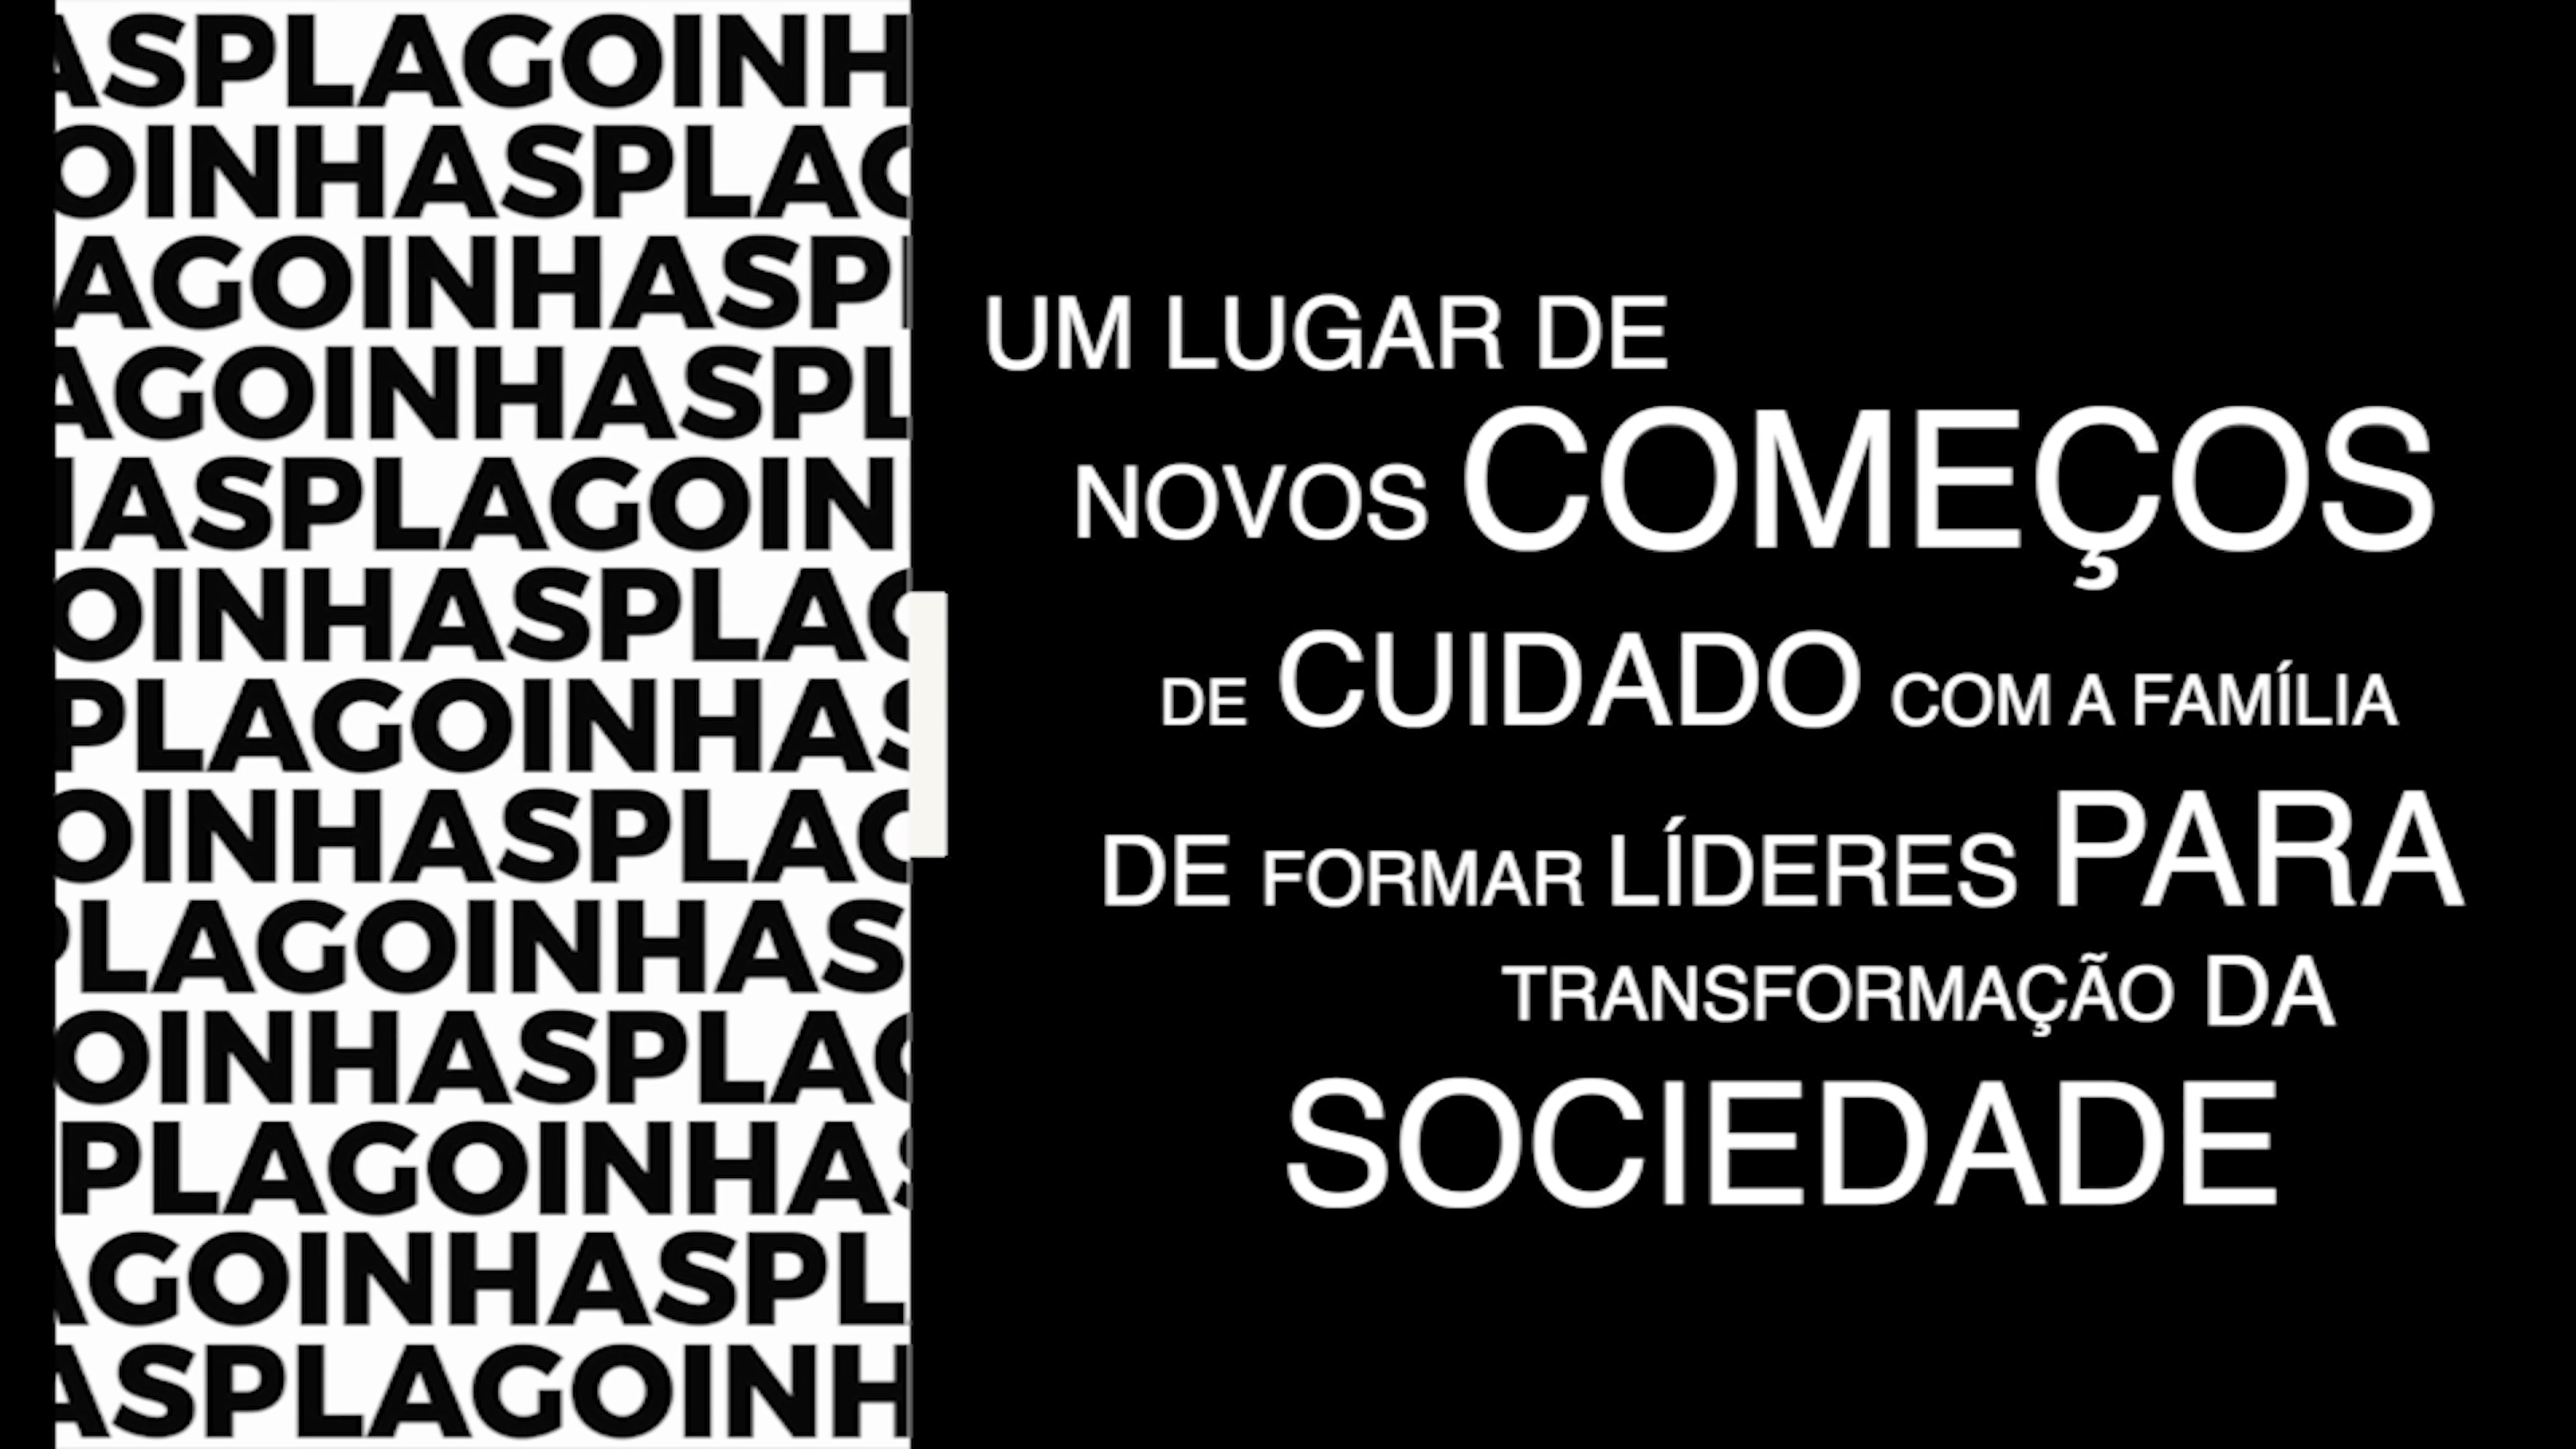 ASPLAGOINH
OINHASPLAG
AGOINHASPL
AGOINHASPL
HASPLAGOIN
OINHASPLAG
PLAGOINHAS
OINHASPLAG
PLAGOINHAS
OINHASPLAG
PLAGOINHAS
AGOINHASPL
ASPLAGOINH
UM LUGAR DE
NOVOS COMEÇOS
DE CUIDADO COM A FAMÍLIA
DE FORMAR LÍDERES PARA
TRANSFORMAÇÃO DA
SOCIEDADE